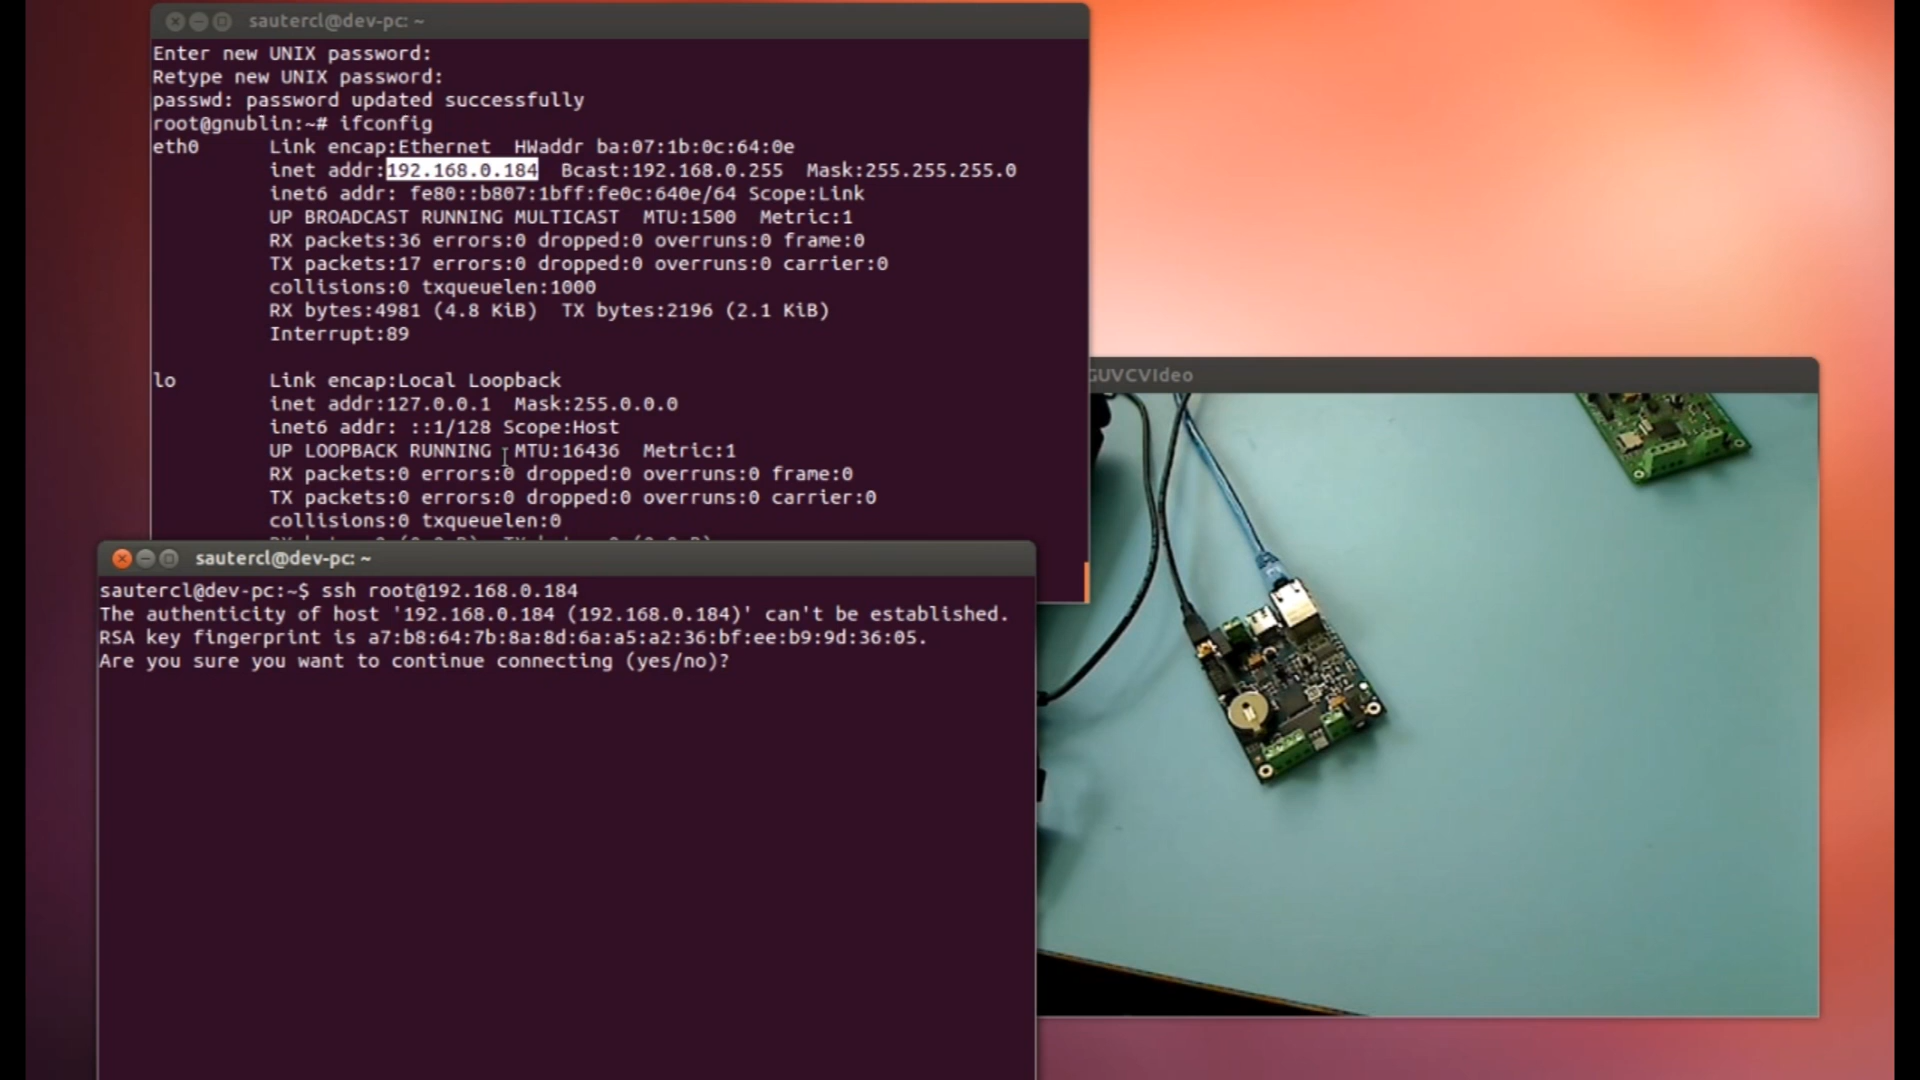 sautercl@dev-pc: ~
Enter new UNIX password:
Retype new UNIX password:
passwd: password updated successfully
root@gnublin:~# ifconfig
eth0 Link encap:Ethernet HWaddr ba:07:1b:0c:64:0e
inet addr:192.168.0.184 Bcast:192.168.0.255 Mask:255.255.255.0
inet6 addr: fe80::b807:1bff:fe0c:640e/64 Scope:Link
UP BROADCAST RUNNING MULTICAST MTU:1500 Metric:1
RX packets:36 errors:0 dropped:0 overruns:0 frame:0
TX packets:17 errors:0 dropped:0 overruns:0 carrier:0
collisions:0 txqueuelen:1000
RX bytes:4981 (4.8 KiB) TX bytes:2196 (2.1 KiB)
Interrupt:89
lo Link encap:Local Loopback
inet addr:127.0.0.1 Mask:255.0.0.0
inet6 addr: ::1/128 Scope:Host
UP LOOPBACK RUNNING MTU:16436 Metric:1
RX packets:0 errors:0 dropped:0 overruns:0 frame:0
TX packets:0 errors:0 dropped:0 overruns:0 carrier:0
collisions:0 txqueuelen:0
GUVCVIdeo
sautercl@dev-pc: ~
sautercl@dev-pc:~$ ssh root@192.168.0.184
The authenticity of host '192.168.0.184 (192.168.0.184)' can't be established.
RSA key fingerprint is a7:b8:64:7b:8a:8d:6a:a5:a2:36:bf:ee:b9:9d:36:05.
Are you sure you want to continue connecting (yes/no)?